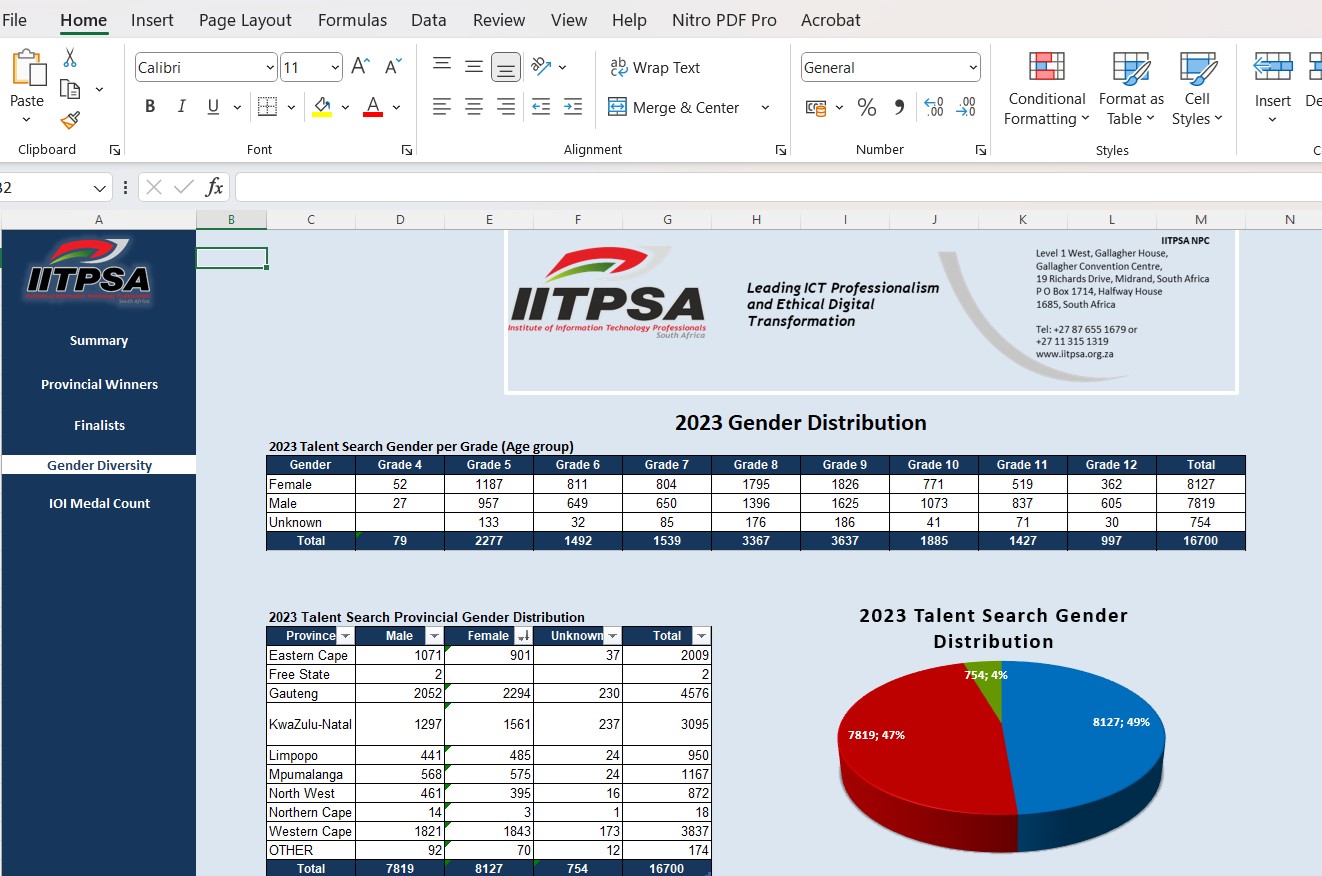 File Home Insert Page Layout Formulas Data Review View Help Nitro PDF Pro Acrobat
Calibri 11 A A Wrap Text General
Paste B I U A Merge & Center % .00 .00 Conditional Formatting Format as Table Cell Styles Insert
Clipboard Font Alignment Number Styles
fx
A B C D E F G H I J K L M N
IITPSA
Institute of Information Technology Professionals
South Africa
Summary
Provincial Winners
Finalists
Gender Diversity
IOI Medal Count
IITPSA
Institute of Information Technology Professionals
South Africa
Leading ICT Professionalism
and Ethical Digital
Transformation
IITPSA NPC
Level 1 West, Gallagher House,
Gallagher Convention Centre,
19 Richards Drive, Midrand, South Africa
P O Box 1714, Halfway House
1685, South Africa
Tel: +27 87 655 1679 or
+27 11 315 1319
www.iitpsa.org.za
2023 Gender Distribution
2023 Talent Search Gender per Grade (Age group)
Gender Grade 4 Grade 5 Grade 6 Grade 7 Grade 8 Grade 9 Grade 10 Grade 11 Grade 12 Total
Female 52 1187 811 804 1795 1826 771 519 362 8127
Male 27 957 649 650 1396 1625 1073 837 605 7819
Unknown 133 32 85 176 186 41 71 30 754
Total 79 2277 1492 1539 3367 3637 1885 1427 997 16700
2023 Talent Search Provincial Gender Distribution
Province Male Female Unknown Total
Eastern Cape 1071 901 37 2009
Free State 2 2
Gauteng 2052 2294 230 4576
KwaZulu-Natal 1297 1561 237 3095
Limpopo 441 485 24 950
Mpumalanga 568 575 24 1167
North West 461 395 16 872
Northern Cape 14 3 1 18
Western Cape 1821 1843 173 3837
OTHER 92 70 12 174
Total 7819 8127 754 16700
2023 Talent Search Gender
Distribution
754; 4%
8127; 49%
7819; 47%